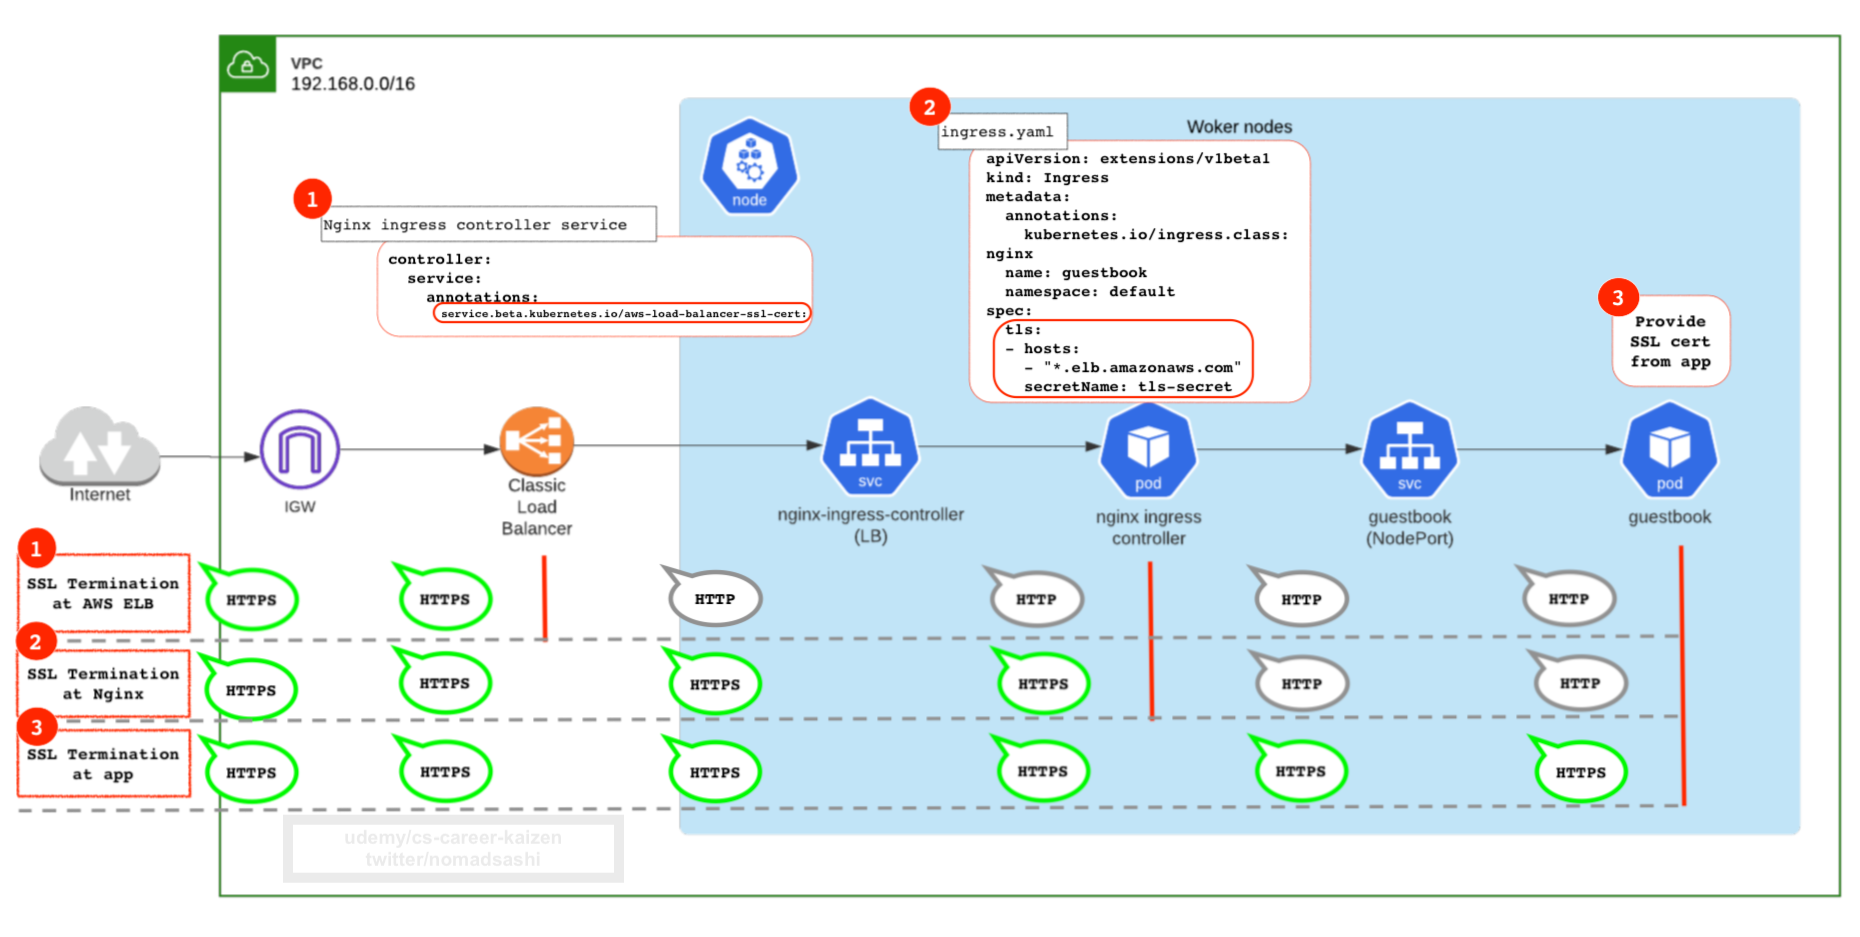 VPC
192.168.0.0/16
2
ingress.yaml
Woker nodes
apiVersion: extensions/v1beta1
kind: Ingress
metadata:
annotations:
kubernetes.io/ingress.class:
nginx
name: guestbook
namespace: default
spec:
tls:
- hosts:
- "*.elb.amazonaws.com"
secretName: tls-secret
node
1
Nginx ingress controller service
controller:
service:
annotations:
service.beta.kubernetes.io/aws-load-balancer-ssl-cert:
3
Provide
SSL cert
from app
Internet
IGW
Classic
Load
Balancer
svc
nginx-ingress-controller
(LB)
pod
nginx ingress
controller
svc
guestbook
(NodePort)
pod
guestbook
1
SSL Termination
at AWS ELB
HTTPS
HTTPS
HTTP
HTTP
HTTP
HTTP
2
SSL Termination
at Nginx
HTTPS
HTTPS
HTTPS
HTTPS
HTTP
HTTP
3
SSL Termination
at app
HTTPS
HTTPS
HTTPS
HTTPS
HTTPS
HTTPS
udemy/cs-career-kaizen
twitter/nomadsashi